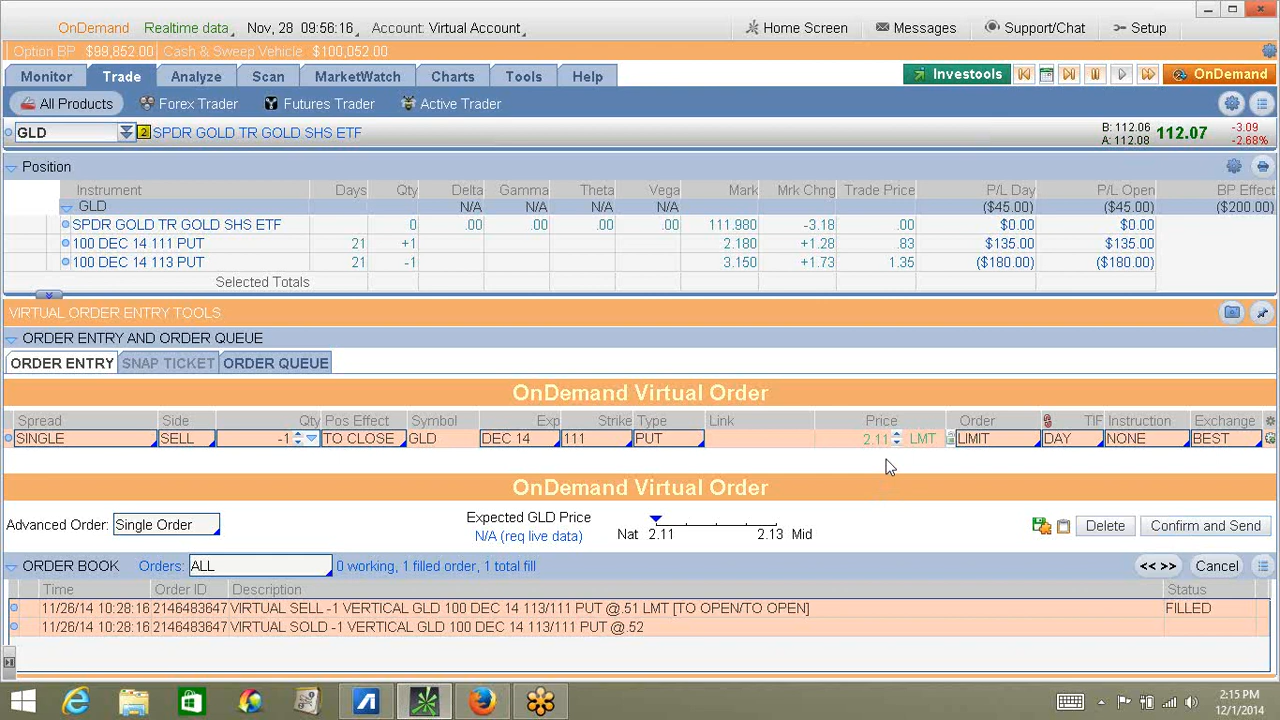 OnDemand Realtime data Nov, 28 09:56:16 Account: Virtual Account Home Screen Messages Support/Chat Setup
Option BP $99,852.00 Cash & Sweep Vehicle $100,052.00
Monitor Trade Analyze Scan MarketWatch Charts Tools Help Investools OnDemand
All Products Forex Trader Futures Trader Active Trader
GLD 2 SPDR GOLD TR GOLD SHS ETF B: 112.06 A: 112.08 112.07 -3.09 -2.68%
Position
Instrument Days Qty Delta Gamma Theta Vega Mark Mrk Chng Trade Price P/L Day P/L Open BP Effect
GLD N/A N/A N/A N/A ($45.00) ($45.00) ($200.00)
SPDR GOLD TR GOLD SHS ETF 0 .00 .00 .00 .00 111.980 -3.18 .00 $0.00 $0.00
100 DEC 14 111 PUT 21 +1 2.180 +1.28 .83 $135.00 $135.00
100 DEC 14 113 PUT 21 -1 3.150 +1.73 1.35 ($180.00) ($180.00)
Selected Totals
VIRTUAL ORDER ENTRY TOOLS
ORDER ENTRY AND ORDER QUEUE
ORDER ENTRY SNAP TICKET ORDER QUEUE
OnDemand Virtual Order
Spread Side Qty Pos Effect Symbol Exp Strike Type Link Price Order TIF Instruction Exchange
SINGLE SELL -1 TO CLOSE GLD DEC 14 111 PUT 2.11 LMT LIMIT DAY NONE BEST
OnDemand Virtual Order
Advanced Order: Single Order Expected GLD Price
N/A (req live data) Nat 2.11 2.13 Mid Delete Confirm and Send
ORDER BOOK Orders: ALL 0 working, 1 filled order, 1 total fill << >> Cancel
Time Order ID Description Status
11/26/14 10:28:16 2146483647 VIRTUAL SELL -1 VERTICAL GLD 100 DEC 14 113/111 PUT @.51 LMT [TO OPEN/TO OPEN] FILLED
11/26/14 10:28:16 2146483647 VIRTUAL SOLD -1 VERTICAL GLD 100 DEC 14 113/111 PUT @.52
2:15 PM
12/1/2014